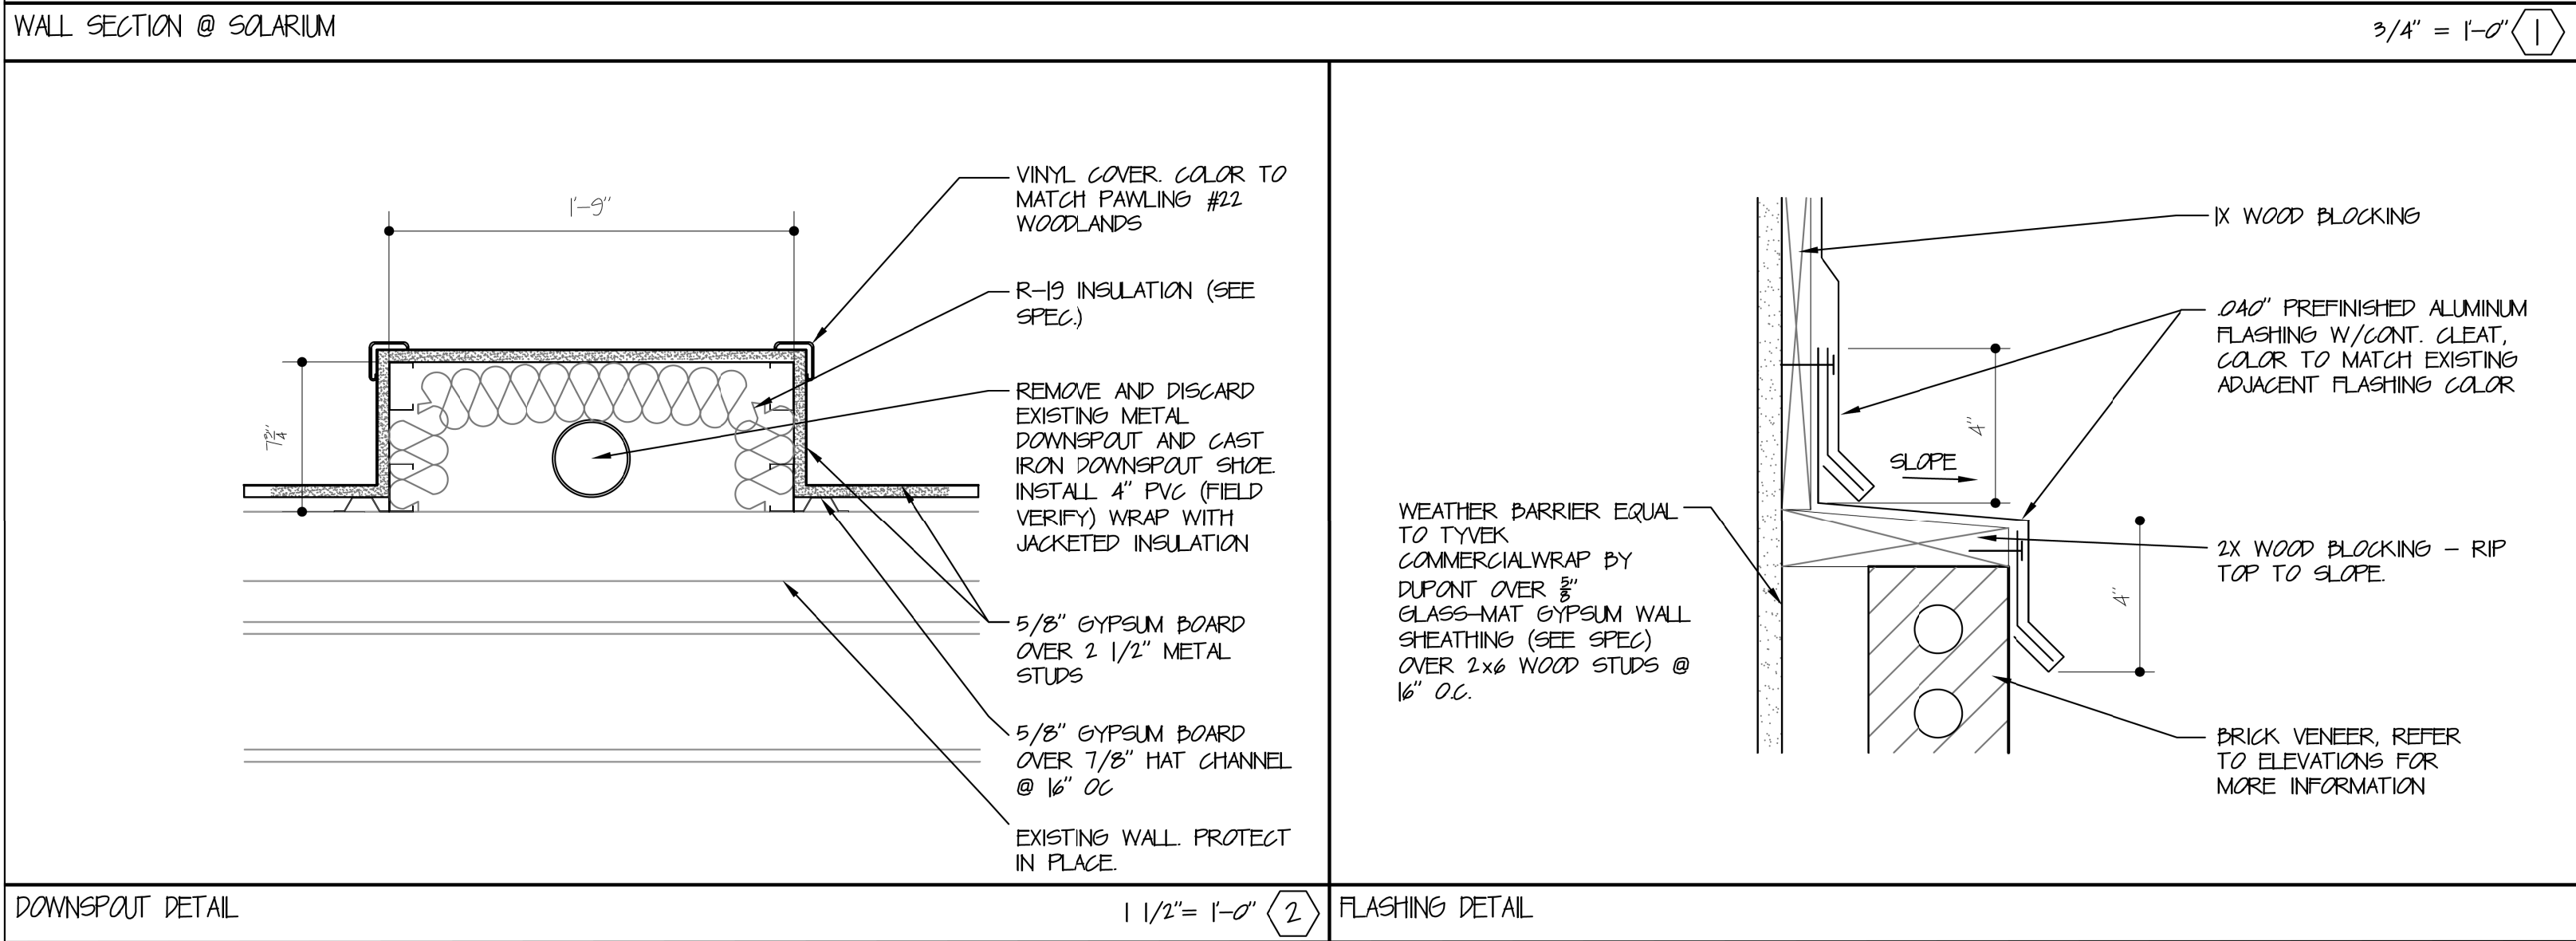 WALL SECTION @ SOLARIUM
3/4" = 1'-0"
1
1'-9"
7 3/4"
VINYL COVER. COLOR TO
MATCH PAWLING #22
WOODLANDS
R-19 INSULATION (SEE
SPEC.)
REMOVE AND DISCARD
EXISTING METAL
DOWNSPOUT AND CAST
IRON DOWNSPOUT SHOE.
INSTALL 4" PVC (FIELD
VERIFY) WRAP WITH
JACKETED INSULATION
5/8" GYPSUM BOARD
OVER 2 1/2" METAL
STUDS
5/8" GYPSUM BOARD
OVER 7/8" HAT CHANNEL
@ 16" OC
EXISTING WALL. PROTECT
IN PLACE.
DOWNSPOUT DETAIL
1 1/2"= 1'-0"
2
WEATHER BARRIER EQUAL
TO TYVEK
COMMERCIALWRAP BY
DUPONT OVER 5/8"
GLASS-MAT GYPSUM WALL
SHEATHING (SEE SPEC)
OVER 2x6 WOOD STUDS @
16" O.C.
SLOPE
4"
4"
1X WOOD BLOCKING
.040" PREFINISHED ALUMINUM
FLASHING W/CONT. CLEAT,
COLOR TO MATCH EXISTING
ADJACENT FLASHING COLOR
2X WOOD BLOCKING - RIP
TOP TO SLOPE.
BRICK VENEER, REFER
TO ELEVATIONS FOR
MORE INFORMATION
FLASHING DETAIL